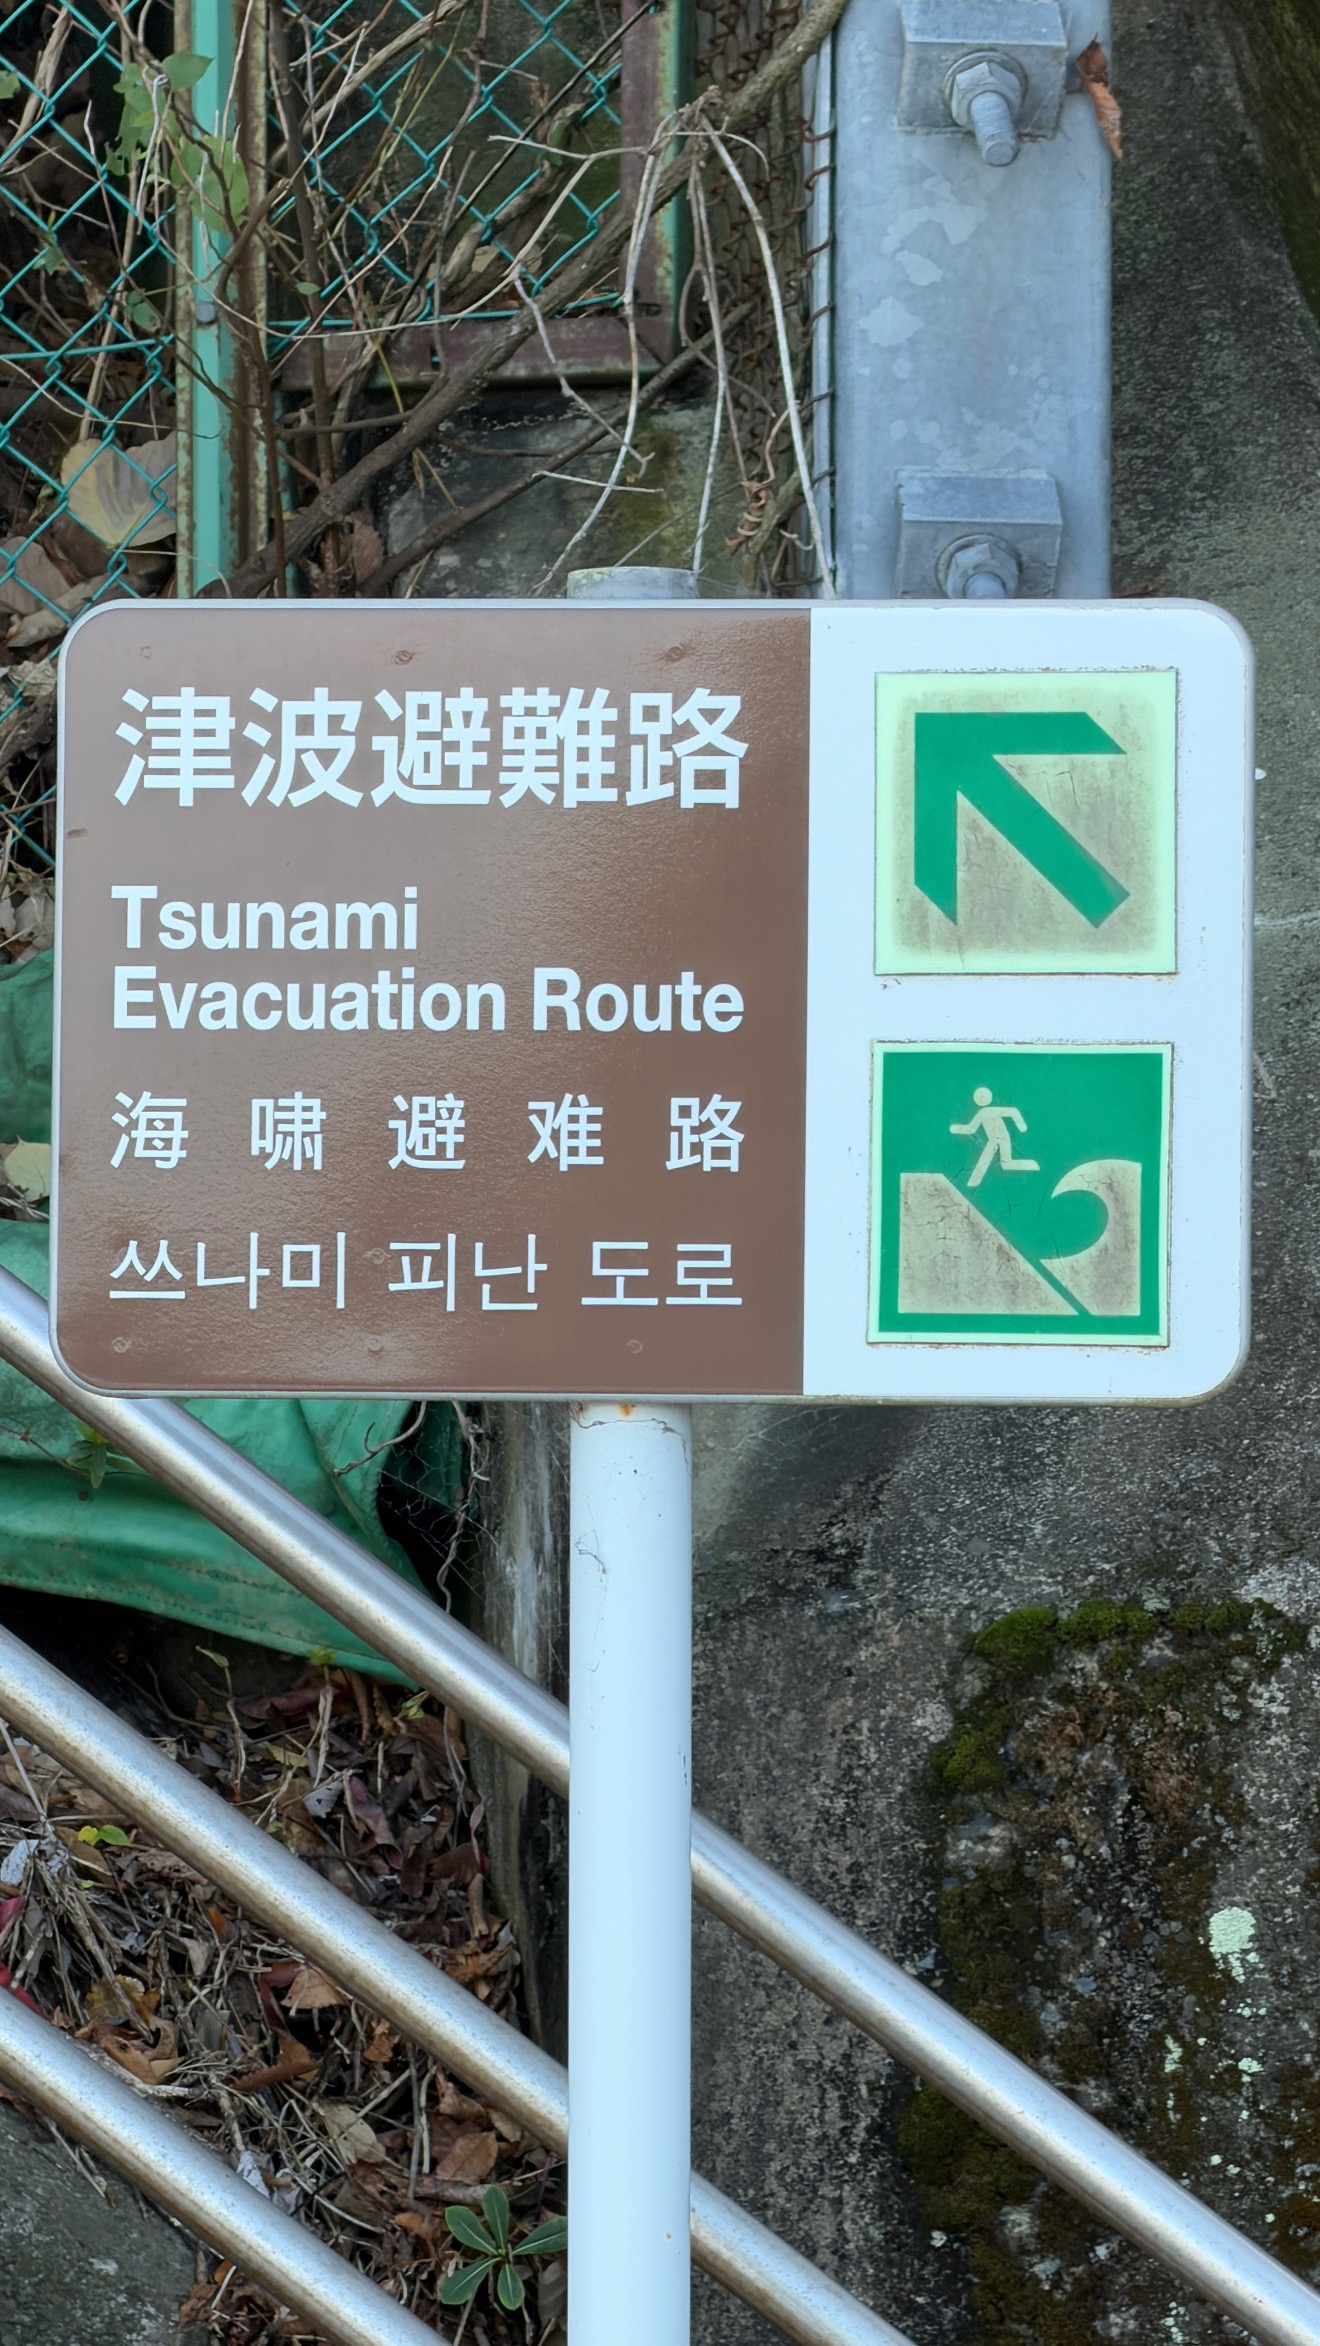 津波避難路
Tsunami
Evacuation Route
海啸避难路
쓰나미 피난 도로